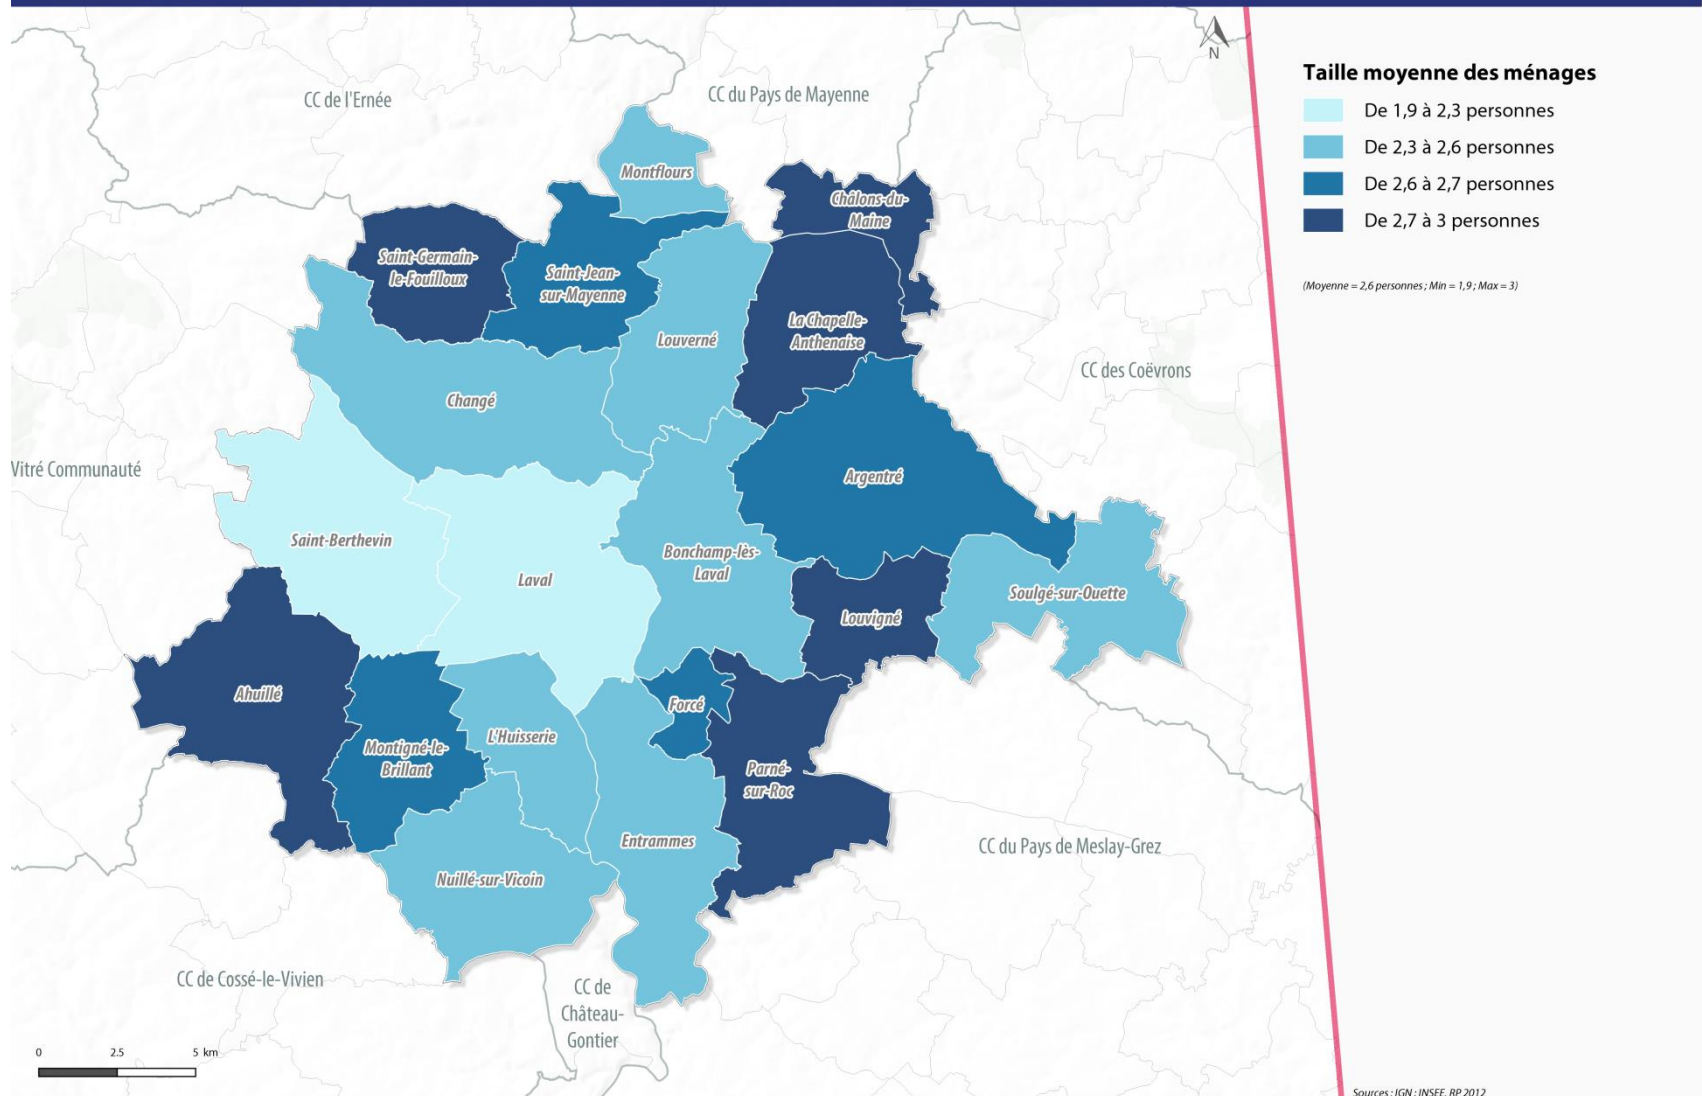 N
Taille moyenne des ménages
De 1,9 à 2,3 personnes
De 2,3 à 2,6 personnes
De 2,6 à 2,7 personnes
De 2,7 à 3 personnes
(Moyenne = 2,6 personnes ; Min = 1,9 ; Max = 3)
CC de l'Ernée
CC du Pays de Mayenne
Montflours
Châlons-du-
Maine
Saint-Germain-
le-Fouilloux
Saint-Jean-
sur-Mayenne
La Chapelle-
Anthenaise
Louverné
CC des Coëvrons
Changé
Vitré Communauté
Argentré
Saint-Berthevin
Bonchamp-lès-
Laval
Laval
Soulgé-sur-Ouette
Louvigné
Ahuillé
Forcé
L'Huisserie
Montigné-le-
Brillant
Parné-
sur-Roc
Entrammes
CC du Pays de Meslay-Grez
Nuillé-sur-Vicoin
CC de Cossé-le-Vivien
CC de
Château-
Gontier
0 2.5 5 km
Sources : IGN ; INSEE, RP 2012